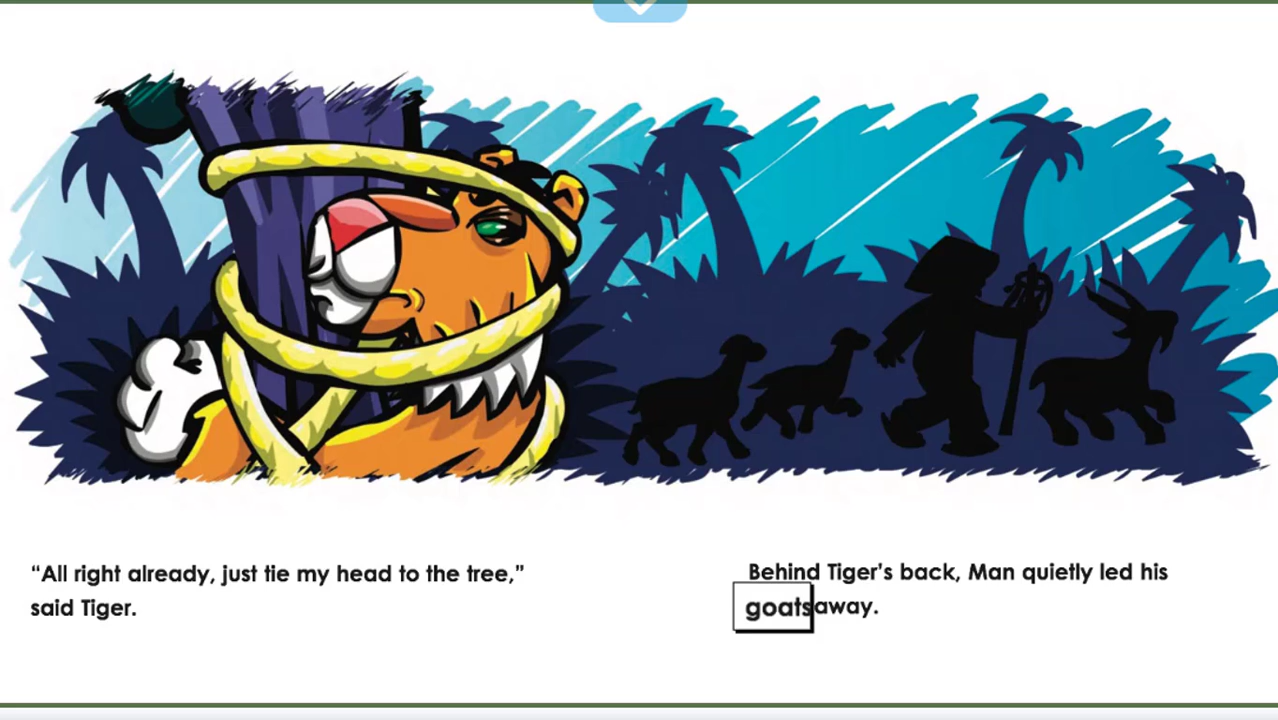 “All right already, just tie my head to the tree,”
said Tiger.
Behind Tiger’s back, Man quietly led his
goats away.